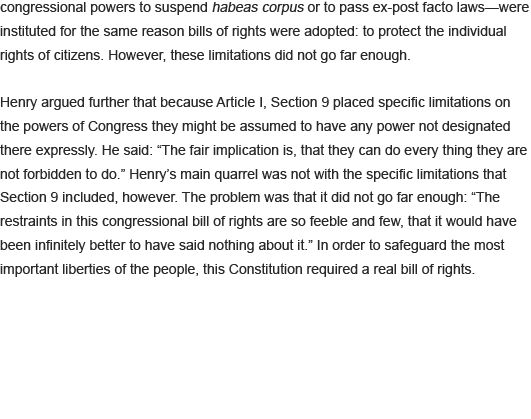 congressional powers to suspend habeas corpus or to pass ex-post facto laws—were
instituted for the same reason bills of rights were adopted: to protect the individual
rights of citizens. However, these limitations did not go far enough.
Henry argued further that because Article I, Section 9 placed specific limitations on
the powers of Congress they might be assumed to have any power not designated
there expressly. He said: “The fair implication is, that they can do every thing they are
not forbidden to do.” Henry’s main quarrel was not with the specific limitations that
Section 9 included, however. The problem was that it did not go far enough: “The
restraints in this congressional bill of rights are so feeble and few, that it would have
been infinitely better to have said nothing about it.” In order to safeguard the most
important liberties of the people, this Constitution required a real bill of rights.